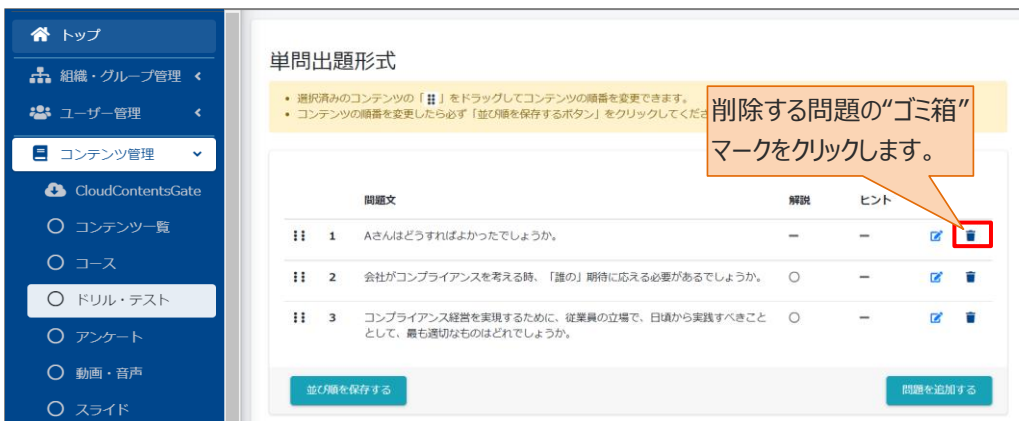 トップ
組織・グループ管理
ユーザー管理
コンテンツ管理
CloudContentsGate
コンテンツ一覧
コース
ドリル・テスト
アンケート
動画・音声
スライド
単問出題形式
• 選択済みのコンテンツの「⠿」をドラッグしてコンテンツの順番を変更できます。
• コンテンツの順番を変更したら必ず「並び順を保存するボタン」をクリックしてくださ
削除する問題の“ゴミ箱”
マークをクリックします。
問題文 解説 ヒント
1 Aさんはどうすればよかったでしょうか。 — —
2 会社がコンプライアンスを考える時、「誰の」期待に応える必要があるでしょうか。 ○ —
3 コンプライアンス経営を実現するために、従業員の立場で、日頃から実践すべきこと ○ —
として、最も適切なものはどれでしょうか。
並び順を保存する 問題を追加する